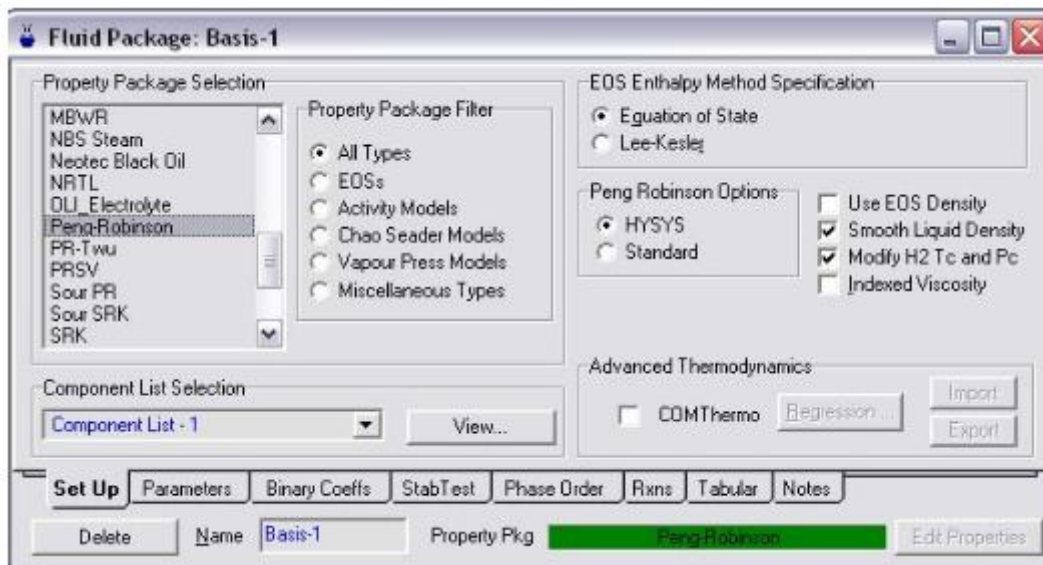 Fluid Package: Basis-1
Property Package Selection
MBWR
NBS Steam
Neotec Black Oil
NRTL
OLI_Electrolyte
Peng-Robinson
PR-Twu
PRSV
Sour PR
Sour SRK
SRK
Property Package Filter
All Types
EOSs
Activity Models
Chao Seader Models
Vapour Press Models
Miscellaneous Types
EOS Enthalpy Method Specification
Equation of State
Lee-Kesler
Peng Robinson Options
HYSYS
Standard
Use EOS Density
Smooth Liquid Density
Modify H2 Tc and Pc
Indexed Viscosity
Component List Selection
Component List - 1
View...
Advanced Thermodynamics
COMThermo
Regression...
Import
Export
Set Up Parameters Binary Coeffs StabTest Phase Order Rxns Tabular Notes
Delete Name Basis-1 Property Pkg Peng-Robinson Edit Properties